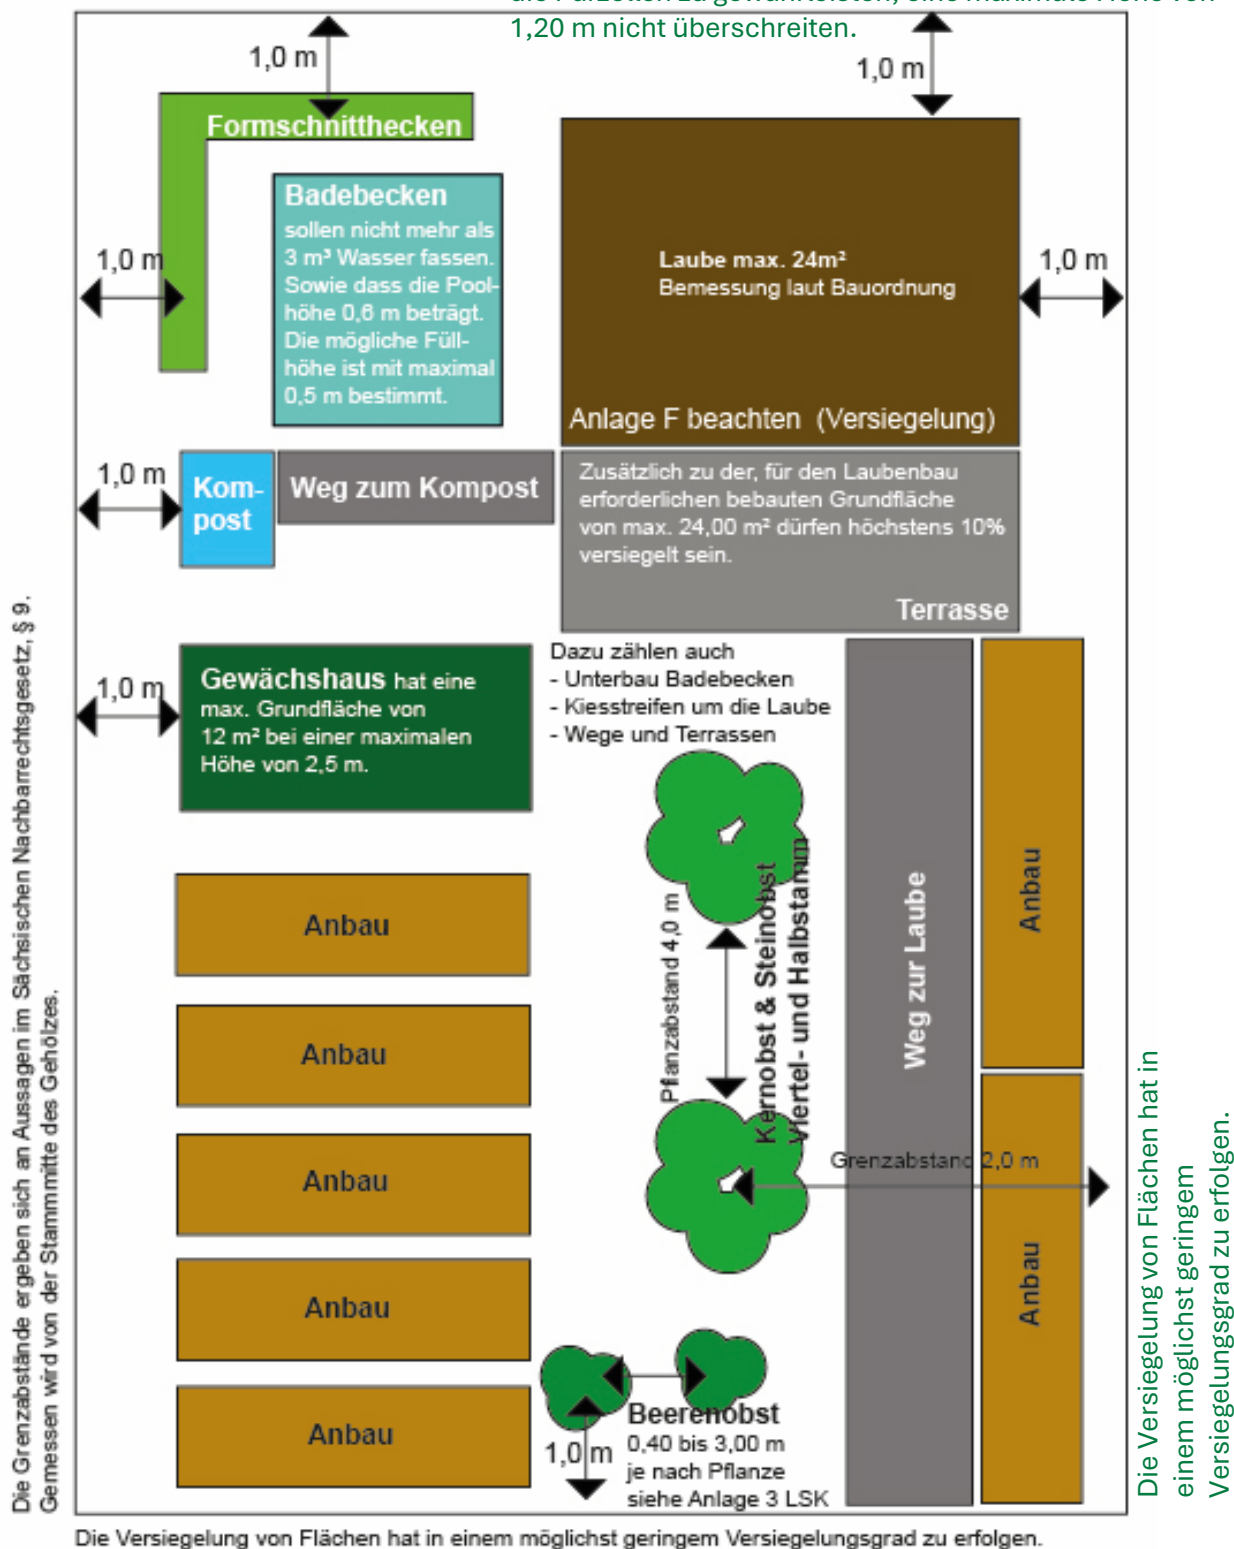 die Parzellen zu gewährleisten, eine maximale Höhe von
1,20 m nicht überschreiten.
1,0 m
1,0 m
Formschnitthecken
Badebecken
sollen nicht mehr als
3 m³ Wasser fassen.
Sowie dass die Pool-
höhe 0,6 m beträgt.
Die mögliche Füll-
höhe ist mit maximal
0,5 m bestimmt.
1,0 m
Laube max. 24m²
Bemessung laut Bauordnung
1,0 m
Anlage F beachten (Versiegelung)
1,0 m
Kom-
post
Weg zum Kompost
Zusätzlich zu der, für den Laubenbau
erforderlichen bebauten Grundfläche
von max. 24,00 m² dürfen höchstens 10%
versiegelt sein.
Terrasse
1,0 m
Gewächshaus hat eine
max. Grundfläche von
12 m² bei einer maximalen
Höhe von 2,5 m.
Dazu zählen auch
- Unterbau Badebecken
- Kiesstreifen um die Laube
- Wege und Terrassen
Anbau
Anbau
Anbau
Anbau
Anbau
Pflanzabstand 4,0 m
Kernobst & Steinobst
Viertel- und Halbstamm
Weg zur Laube
Anbau
Anbau
Grenzabstand 2,0 m
1,0 m
Beerenobst
0,40 bis 3,00 m
je nach Pflanze
siehe Anlage 3 LSK
Die Grenzabstände ergeben sich an Aussagen im Sächsischen Nachbarrechtsgesetz, § 9.
Gemessen wird von der Stammmitte des Gehölzes.
Die Versiegelung von Flächen hat in
einem möglichst geringem
Versiegelungsgrad zu erfolgen.
Die Versiegelung von Flächen hat in einem möglichst geringem Versiegelungsgrad zu erfolgen.